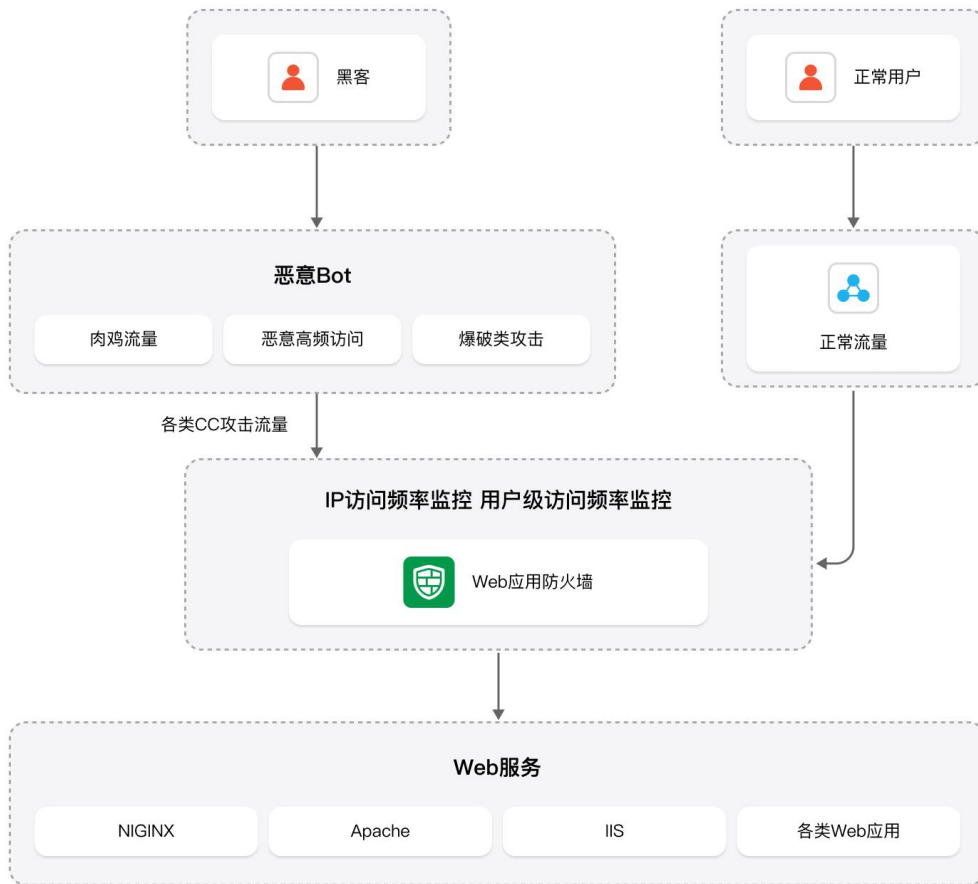 黑客
正常用户
恶意Bot
肉鸡流量
恶意高频访问
爆破类攻击
正常流量
各类CC攻击流量
IP访问频率监控 用户级访问频率监控
Web应用防火墙
Web服务
NIGINX
Apache
IIS
各类Web应用